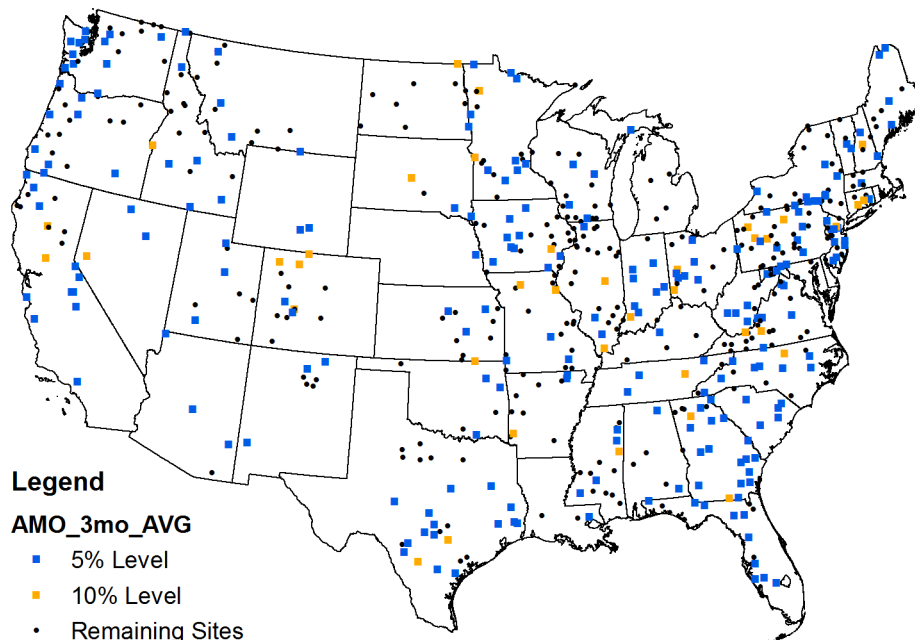 Legend
AMO_3mo_AVG
5% Level
10% Level
Remaining Sites